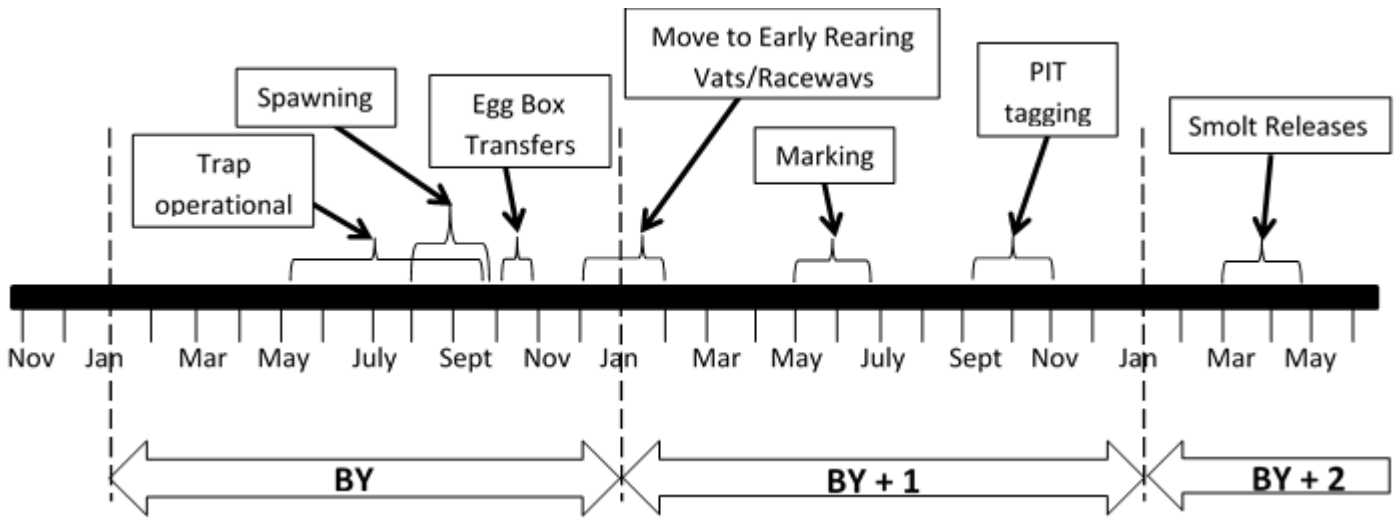 Move to Early Rearing
Vats/Raceways
PIT
tagging
Spawning
Egg Box
Transfers
Smolt Releases
Marking
Trap
operational
Nov Jan Mar May July Sept Nov Jan Mar May July Sept Nov Jan Mar May
BY BY + 1 BY + 2